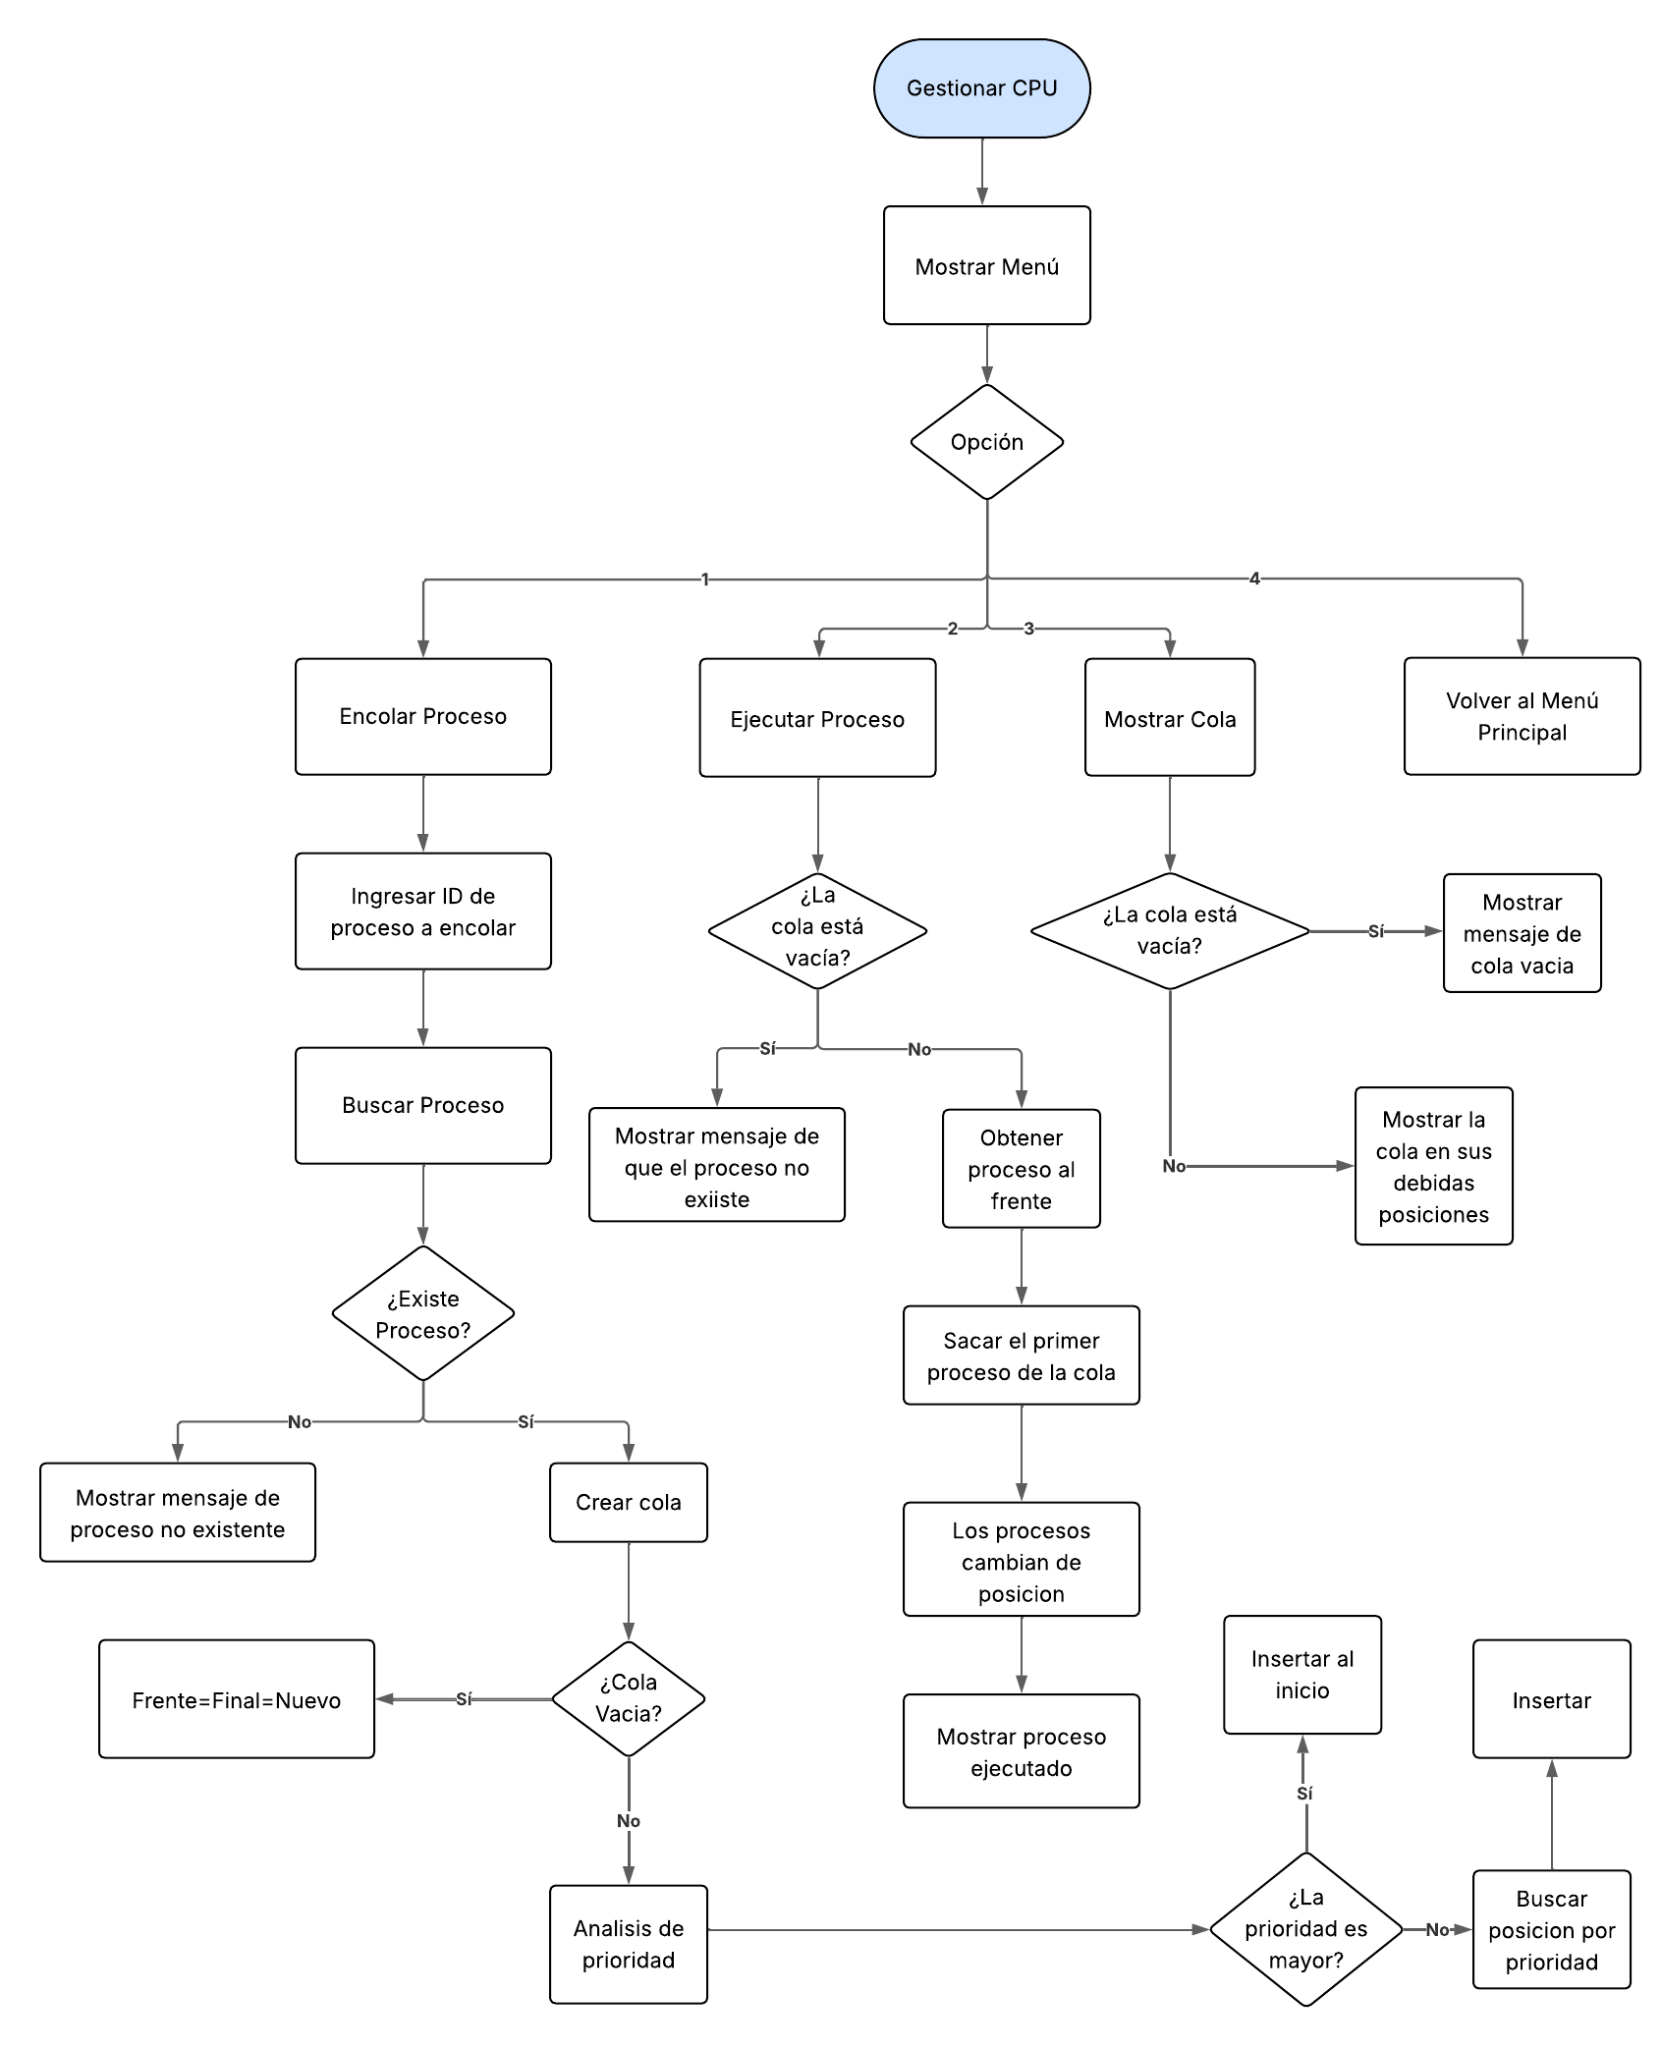 Gestionar CPU
Mostrar Menú
Opción
1
4
2
3
Encolar Proceso
Ejecutar Proceso
Mostrar Cola
Volver al Menú
Principal
Ingresar ID de
proceso a encolar
¿La
cola está
vacía?
¿La cola está
vacía?
Sí
Mostrar
mensaje de
cola vacia
Buscar Proceso
Sí
No
Mostrar mensaje de
que el proceso no
exiiste
Obtener
proceso al
frente
No
Mostrar la
cola en sus
debidas
posiciones
¿Existe
Proceso?
Sacar el primer
proceso de la cola
No
Sí
Mostrar mensaje de
proceso no existente
Crear cola
Los procesos
cambian de
posicion
Frente=Final=Nuevo
Sí
¿Cola
Vacia?
Mostrar proceso
ejecutado
Insertar al
inicio
Insertar
No
Sí
Analisis de
prioridad
¿La
prioridad es
mayor?
No
Buscar
posicion por
prioridad